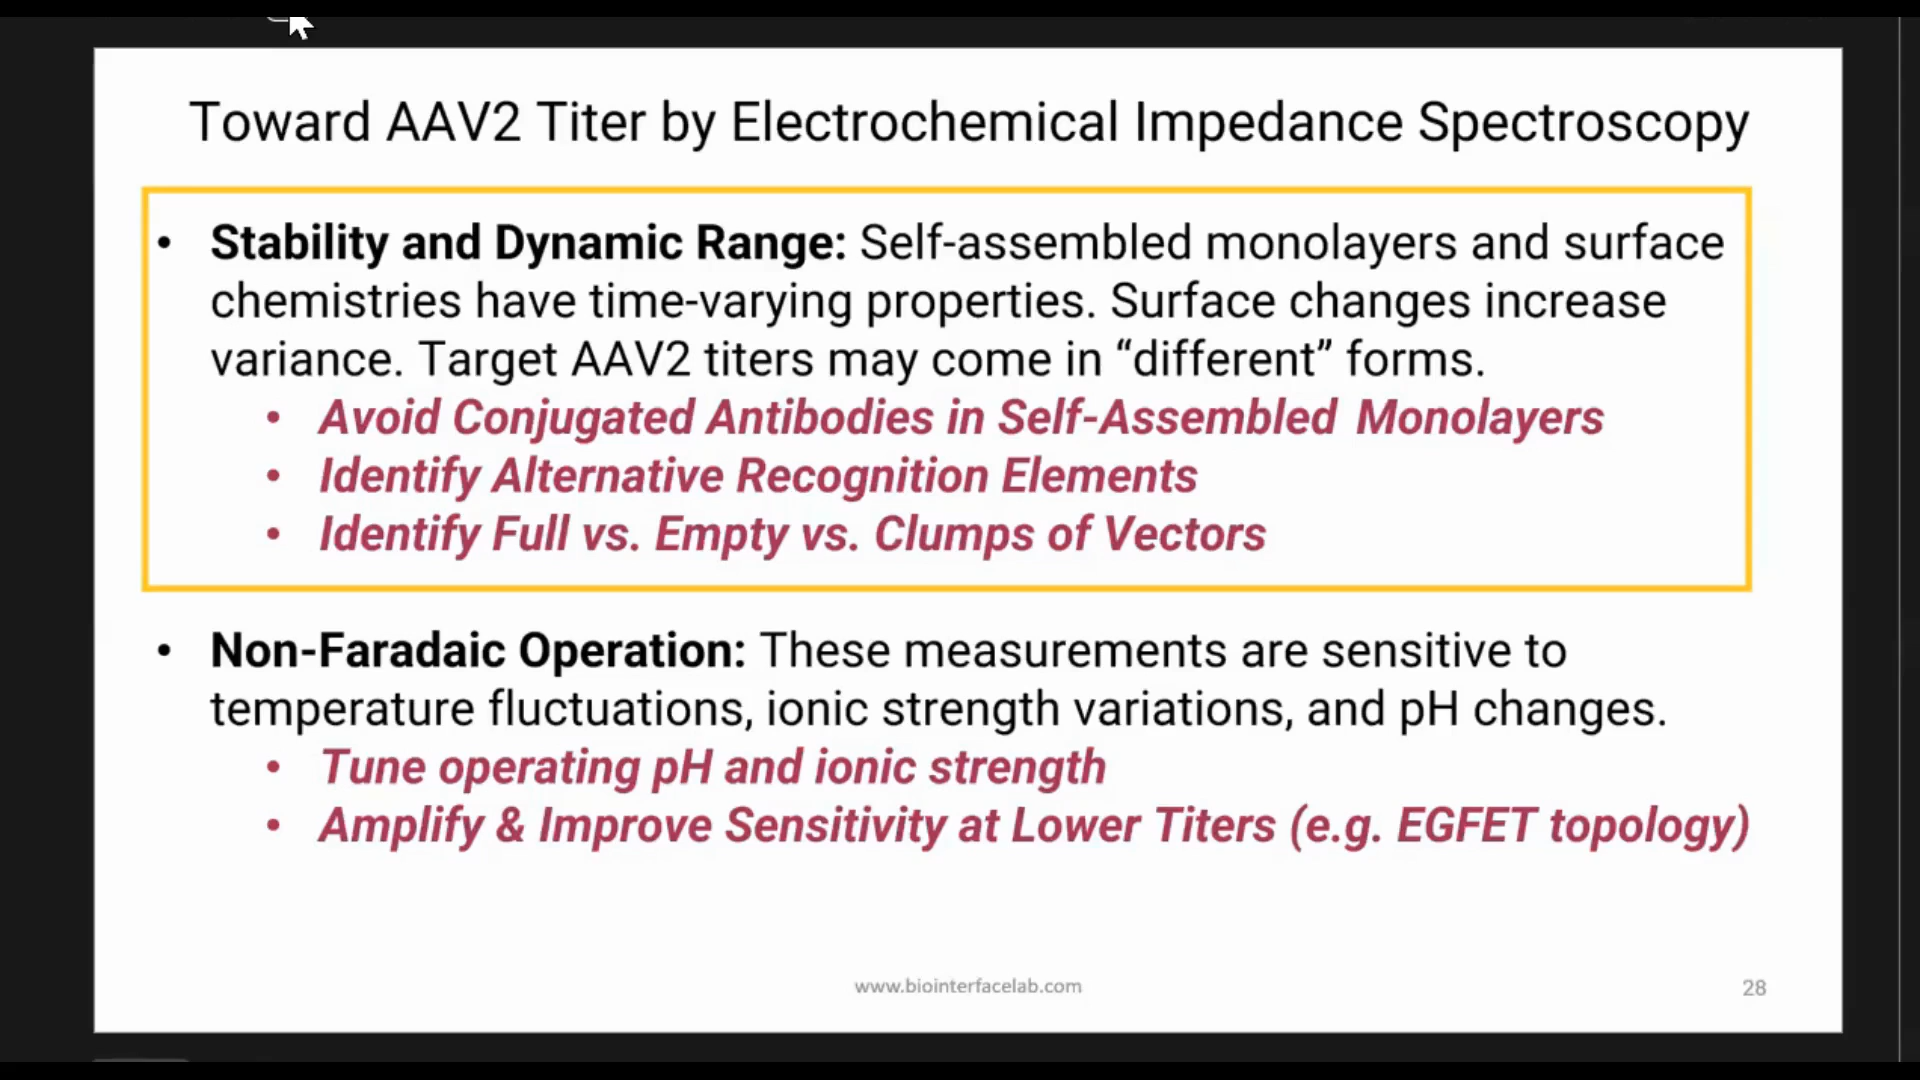 Toward AAV2 Titer by Electrochemical Impedance Spectroscopy
• Stability and Dynamic Range: Self-assembled monolayers and surface
chemistries have time-varying properties. Surface changes increase
variance. Target AAV2 titers may come in “different” forms.
• Avoid Conjugated Antibodies in Self-Assembled Monolayers
• Identify Alternative Recognition Elements
• Identify Full vs. Empty vs. Clumps of Vectors
• Non-Faradaic Operation: These measurements are sensitive to
temperature fluctuations, ionic strength variations, and pH changes.
• Tune operating pH and ionic strength
• Amplify & Improve Sensitivity at Lower Titers (e.g. EGFET topology)
www.biointerfacelab.com
28